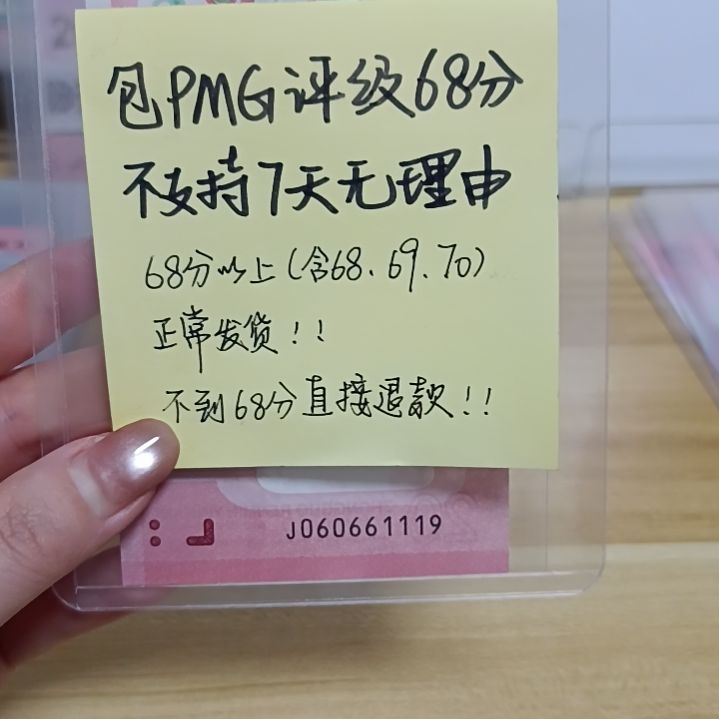 包PMG评级68分
不支持7天无理由
68分以上(含68、69、70)
正常发货!!
不到68分直接退款!!
J060661119